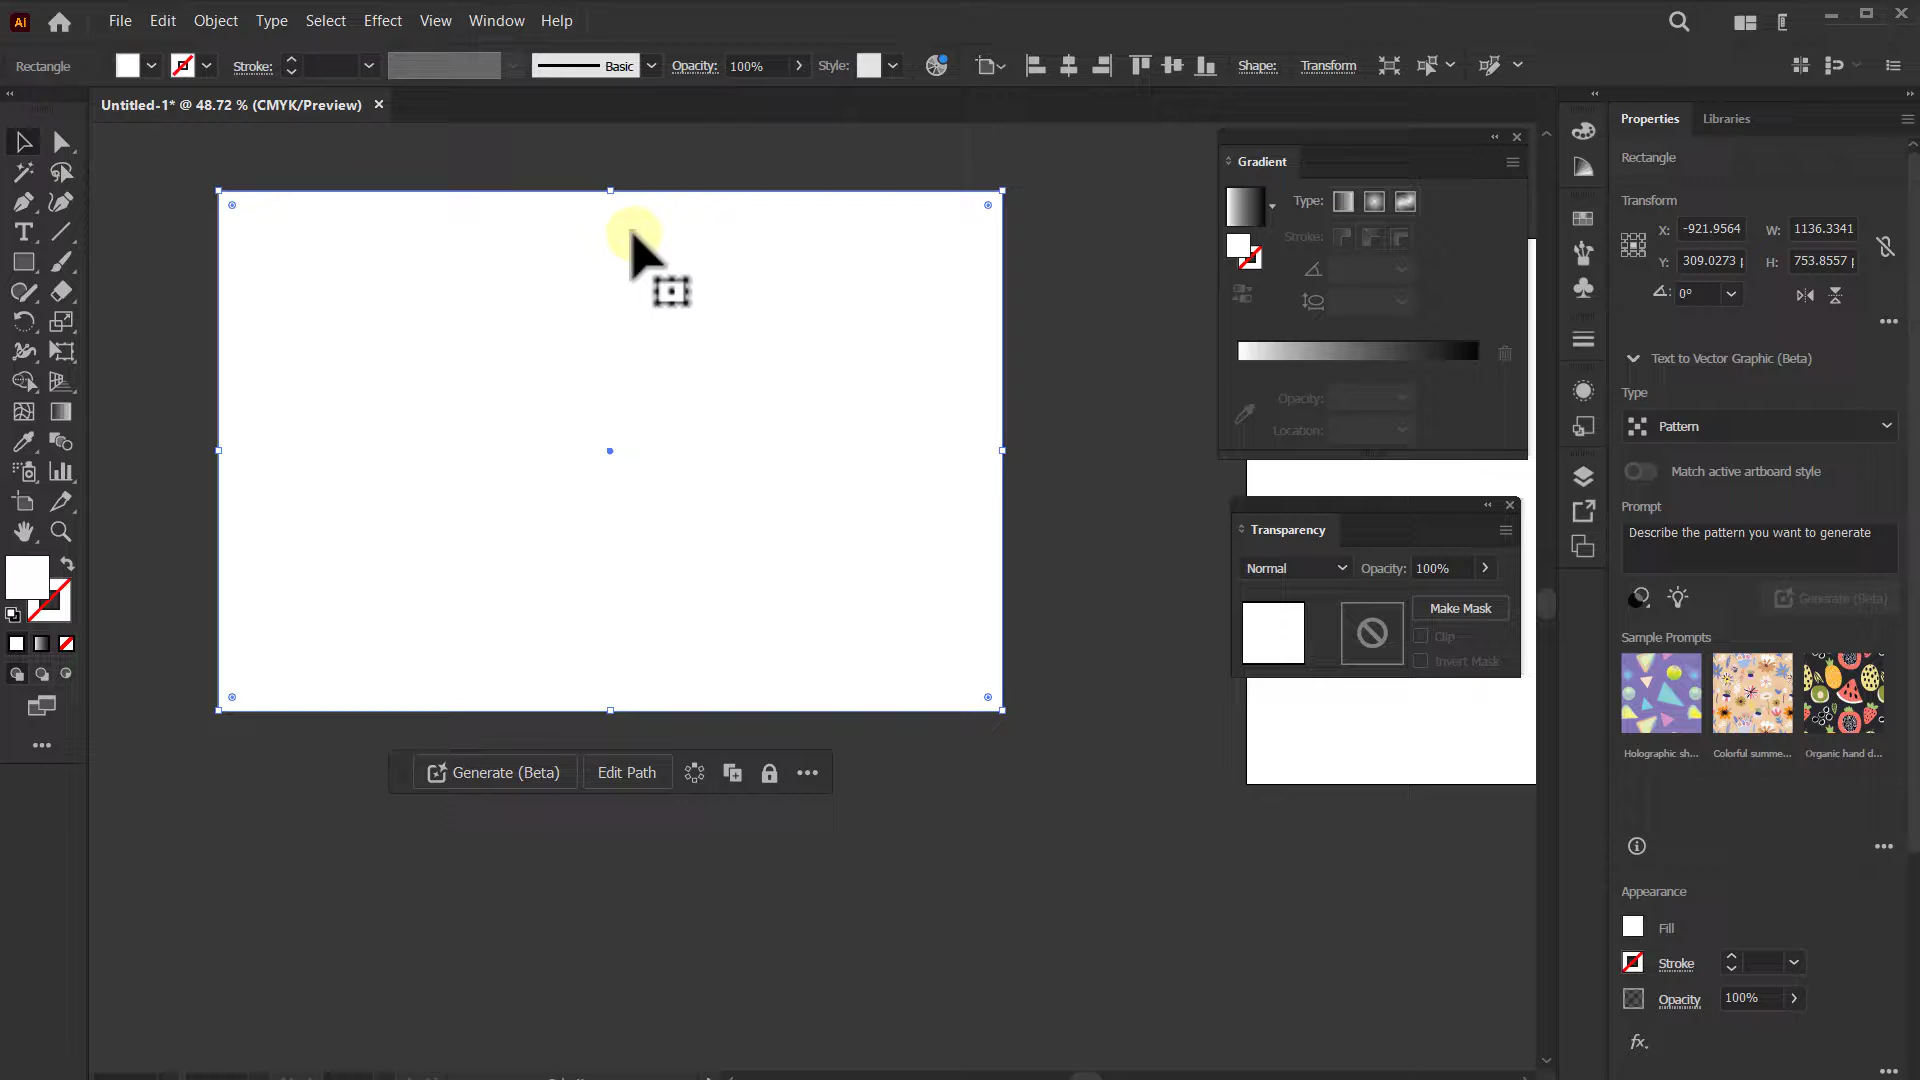 Ai File Edit Object Type Select Effect View Window Help
Rectangle Stroke: Basic Opacity: 100% Style: Shape: Transform
Untitled-1* @ 48.72 % (CMYK/Preview)
Properties Libraries
Rectangle
Transform
X: -921.9564 W: 1136.3341
Y: 309.0273 p H: 753.8557 p
0°
Text to Vector Graphic (Beta)
Type
Pattern
Match active artboard style
Prompt
Describe the pattern you want to generate
Generate (Beta)
Sample Prompts
Holographic sh... Colorful summe... Organic hand d...
Appearance
Fill
Stroke
Opacity 100%
fx.
Gradient
Type:
Stroke:
Opacity:
Location:
Transparency
Normal Opacity: 100%
Make Mask
Clip
Invert Mask
Generate (Beta) Edit Path